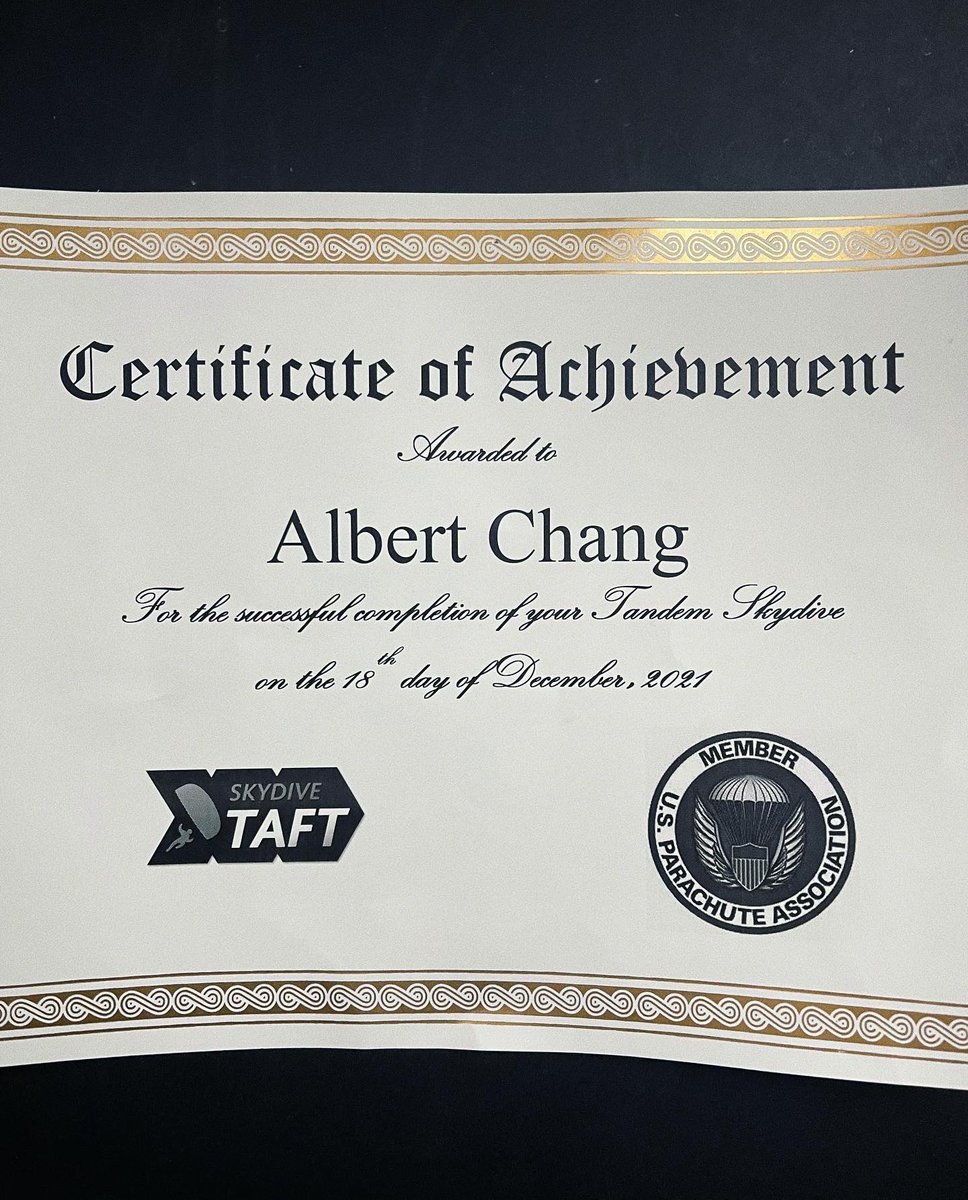 Certificate of Achievement
Awarded to
Albert Chang
For the successful completion of your Tandem Skydive
on the 18th day of December, 2021
SKYDIVE
TAFT
MEMBER
U.S. PARACHUTE ASSOCIATION